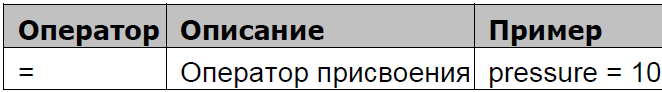 Оператор Описание Пример
= Оператор присвоения pressure = 10